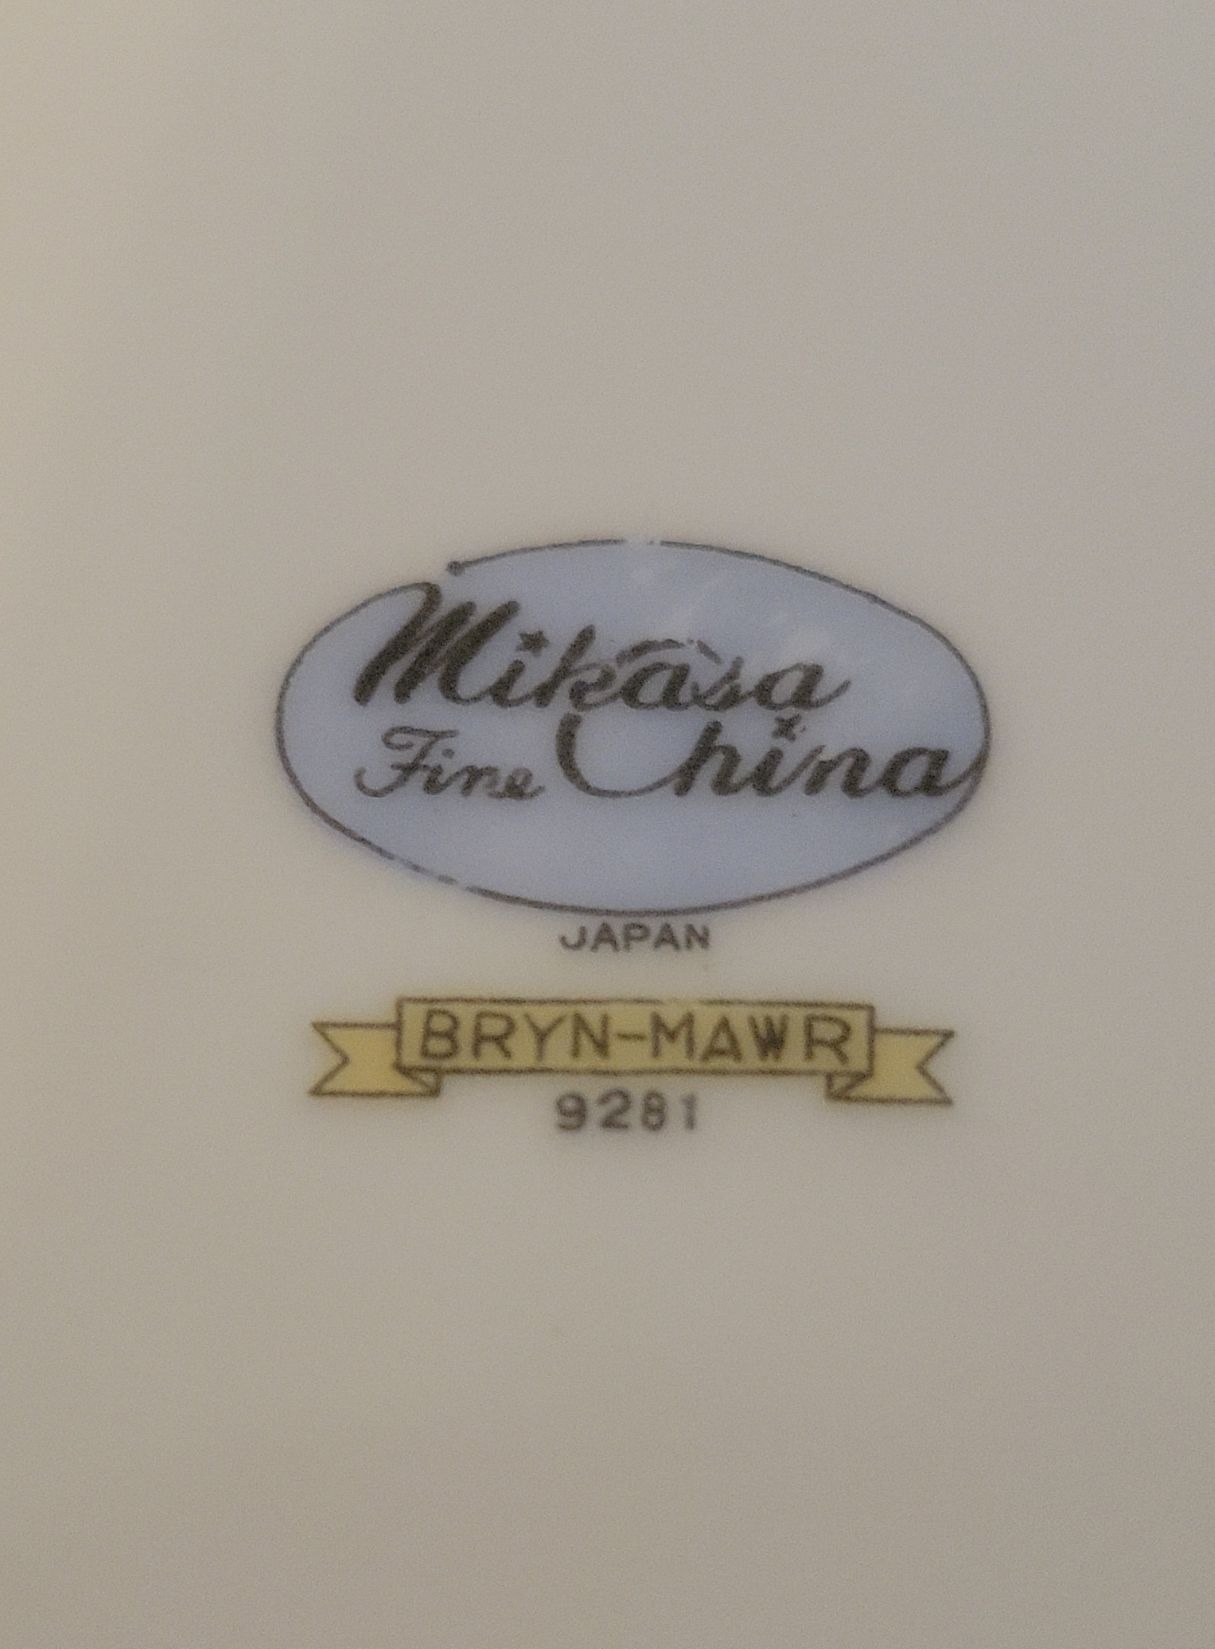 Mikasa
Fine China
JAPAN
BRYN-MAWR
9281